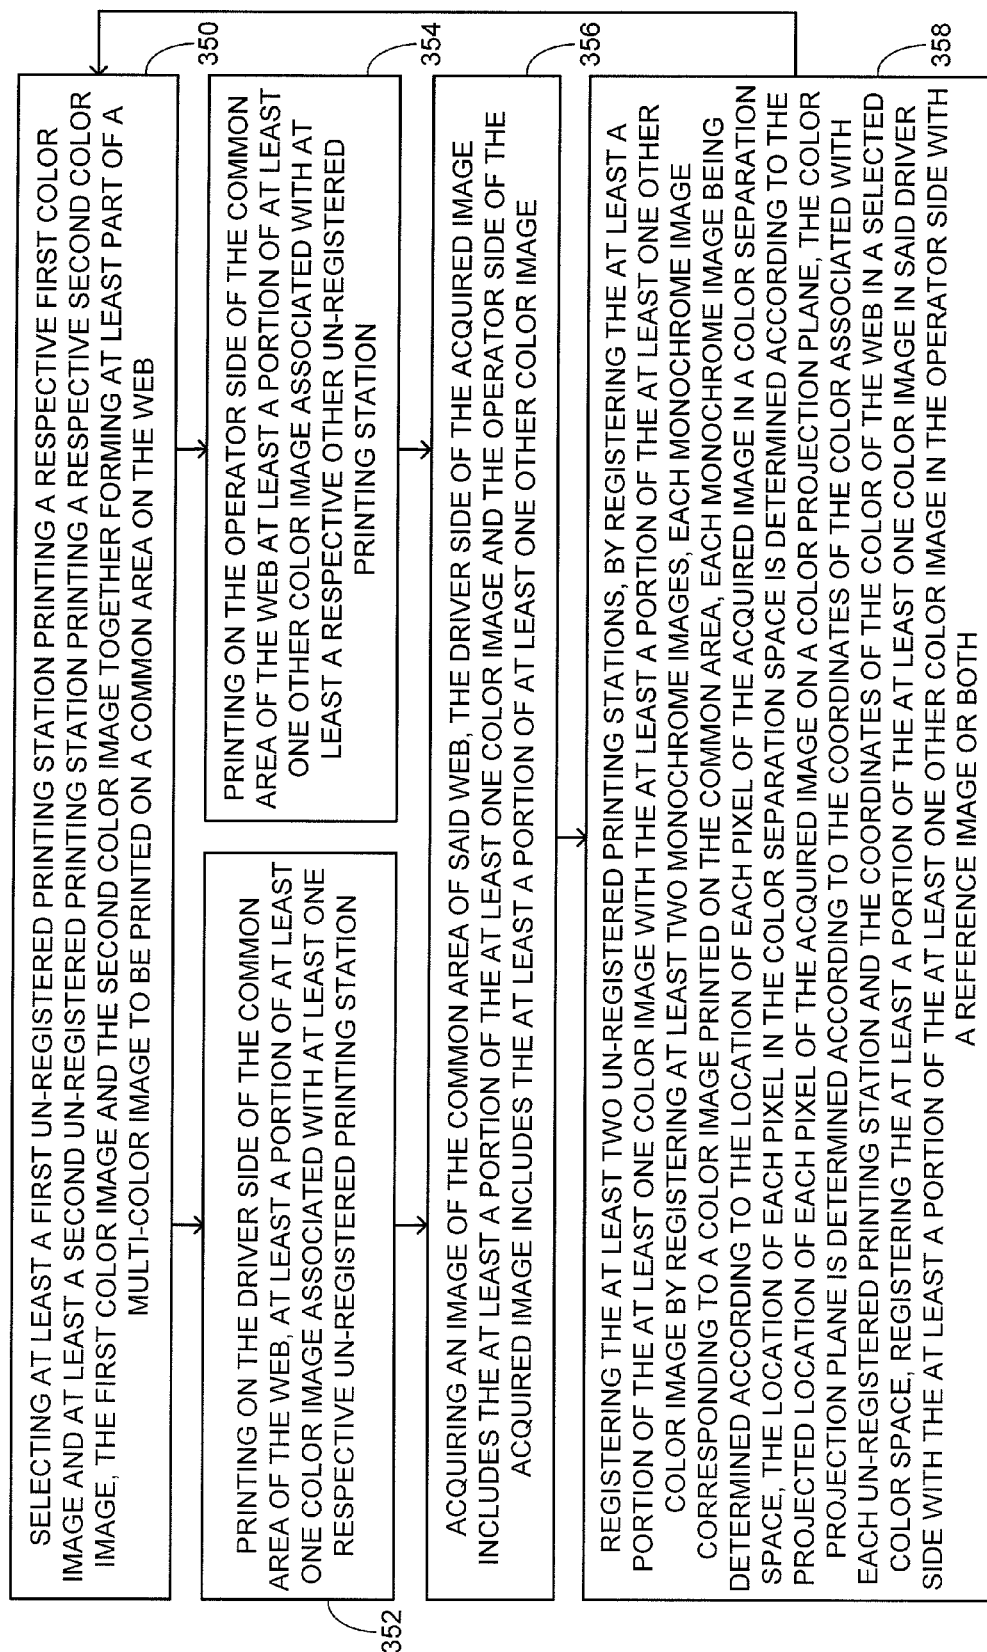 SELECTING AT LEAST A FIRST UN-REGISTERED PRINTING STATION PRINTING A RESPECTIVE FIRST COLOR
IMAGE AND AT LEAST A SECOND UN-REGISTERED PRINTING STATION PRINTING A RESPECTIVE SECOND COLOR
IMAGE, THE FIRST COLOR IMAGE AND THE SECOND COLOR IMAGE TOGETHER FORMING AT LEAST PART OF A
MULTI-COLOR IMAGE TO BE PRINTED ON A COMMON AREA ON THE WEB
350
PRINTING ON THE DRIVER SIDE OF THE COMMON
AREA OF THE WEB, AT LEAST A PORTION OF AT LEAST
ONE COLOR IMAGE ASSOCIATED WITH AT LEAST ONE
RESPECTIVE UN-REGISTERED PRINTING STATION
352
PRINTING ON THE OPERATOR SIDE OF THE COMMON
AREA OF THE WEB AT LEAST A PORTION OF AT LEAST
ONE OTHER COLOR IMAGE ASSOCIATED WITH AT
LEAST A RESPECTIVE OTHER UN-REGISTERED
PRINTING STATION
354
ACQUIRING AN IMAGE OF THE COMMON AREA OF SAID WEB, THE DRIVER SIDE OF THE ACQUIRED IMAGE
INCLUDES THE AT LEAST A PORTION OF THE AT LEAST ONE COLOR IMAGE AND THE OPERATOR SIDE OF THE
ACQUIRED IMAGE INCLUDES THE AT LEAST A PORTION OF AT LEAST ONE OTHER COLOR IMAGE
356
REGISTERING THE AT LEAST TWO UN-REGISTERED PRINTING STATIONS, BY REGISTERING THE AT LEAST A
PORTION OF THE AT LEAST ONE COLOR IMAGE WITH THE AT LEAST A PORTION OF THE AT LEAST ONE OTHER
COLOR IMAGE BY REGISTERING AT LEAST TWO MONOCHROME IMAGES, EACH MONOCHROME IMAGE
CORRESPONDING TO A COLOR IMAGE PRINTED ON THE COMMON AREA, EACH MONOCHROME IMAGE BEING
DETERMINED ACCORDING TO THE LOCATION OF EACH PIXEL OF THE ACQUIRED IMAGE IN A COLOR SEPARATION
SPACE, THE LOCATION OF EACH PIXEL IN THE COLOR SEPARATION SPACE IS DETERMINED ACCORDING TO THE
PROJECTED LOCATION OF EACH PIXEL OF THE ACQUIRED IMAGE ON A COLOR PROJECTION PLANE, THE COLOR
PROJECTION PLANE IS DETERMINED ACCORDING TO THE COORDINATES OF THE COLOR ASSOCIATED WITH
EACH UN-REGISTERED PRINTING STATION AND THE COORDINATES OF THE COLOR OF THE WEB IN A SELECTED
COLOR SPACE, REGISTERING THE AT LEAST A PORTION OF THE AT LEAST ONE COLOR IMAGE IN SAID DRIVER
SIDE WITH THE AT LEAST A PORTION OF THE AT LEAST ONE OTHER COLOR IMAGE IN THE OPERATOR SIDE WITH
A REFERENCE IMAGE OR BOTH
358